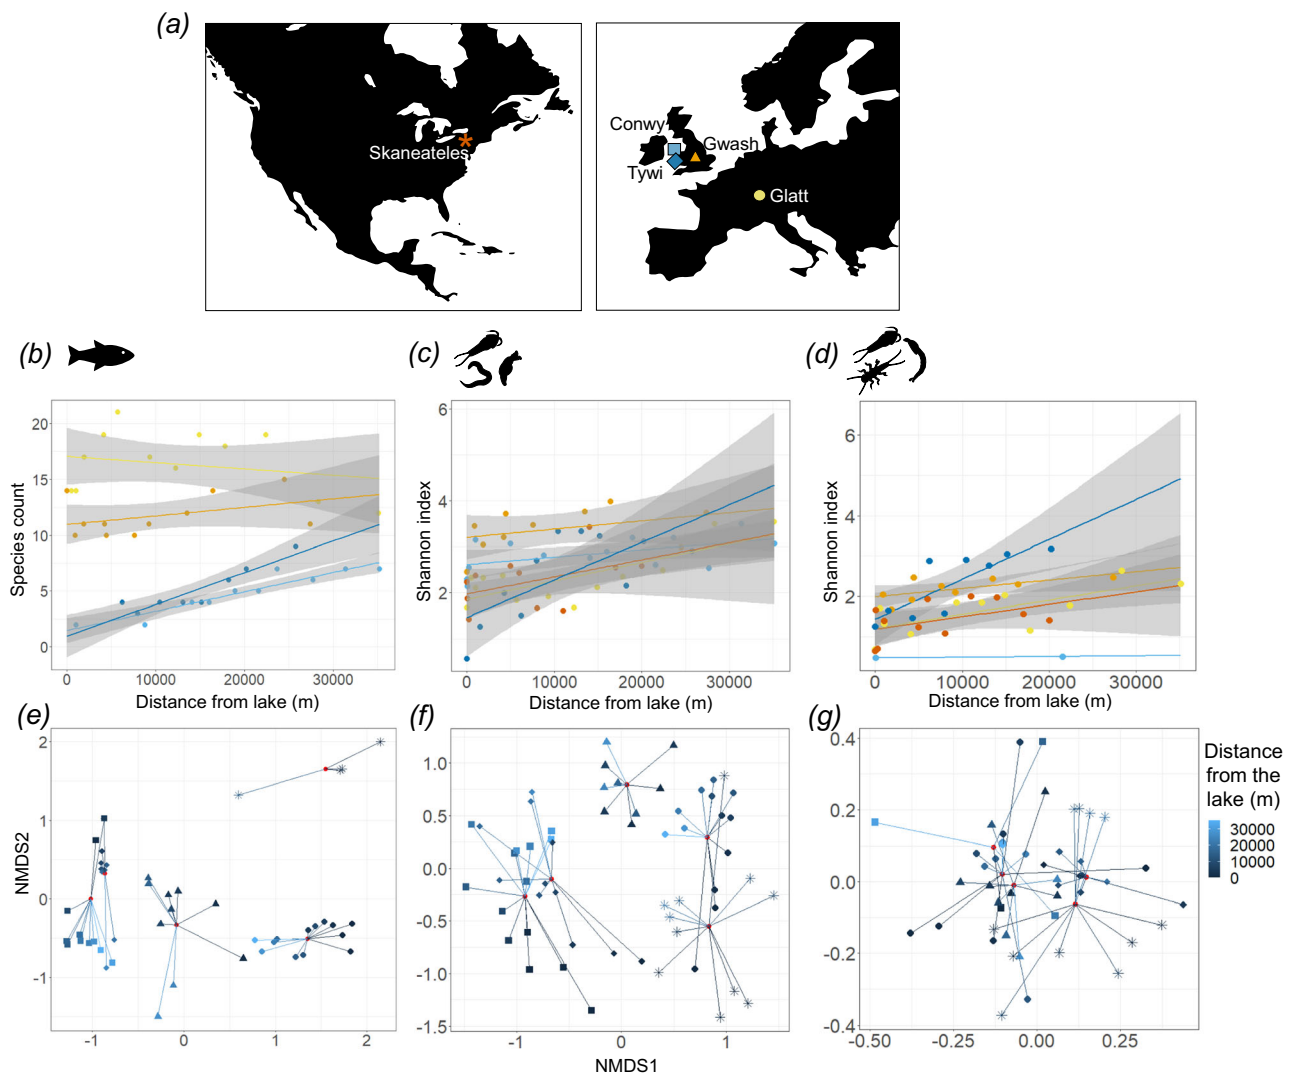 (a)
Skaneateles
Conwy
Gwash
Tywi
Glatt
(b)
(c)
(d)
Species count
20
15
10
5
0
0
10000
20000
30000
Distance from lake (m)
Shannon index
6
4
2
0
10000
20000
30000
Distance from lake (m)
Shannon index
6
4
2
0
10000
20000
30000
Distance from lake (m)
(e)
(f)
(g)
NMDS2
2
1
0
-1
-1
0
1
2
1.0
0.5
0.0
-0.5
-1.0
-1.5
-1
0
1
NMDS1
0.4
0.2
0.0
-0.2
-0.4
-0.50
-0.25
0.00
0.25
Distance
from the
lake (m)
30000
20000
10000
0